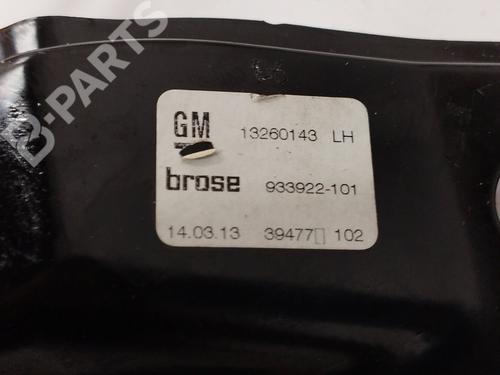 B-PARTS
GM 13260143 LH
brose 933922-101
14.03.13 39477▯ 102